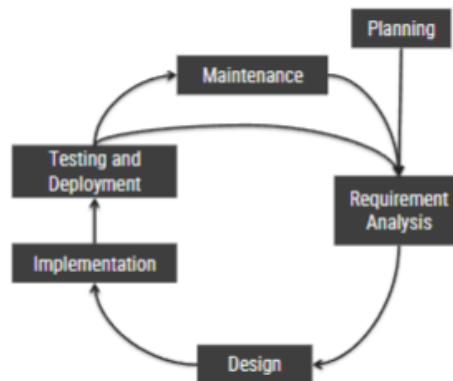 Planning
Maintenance
Testing and
Deployment
Requirement
Analysis
Implementation
Design